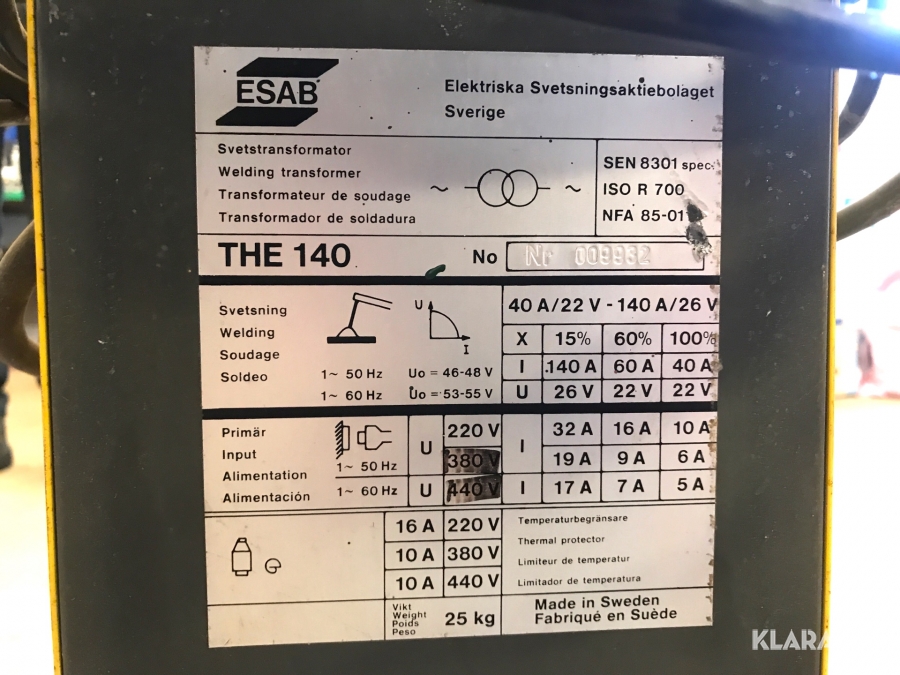 ESAB
Elektriska Svetsningsaktiebolaget
Sverige
Svetstransformator
Welding transformer
Transformateur de soudage
Transformador de soldadura
~ ~
SEN 8301 spec.
ISO R 700
NFA 85-01
THE 140
No Nr 009932
Svetsning
Welding
Soudage
Soldeo
U
I
1~ 50 Hz Uo = 46-48 V
1~ 60 Hz Uo = 53-55 V
40 A/22 V - 140 A/26 V
X 15% 60% 100%
I 140 A 60 A 40 A
U 26 V 22 V 22 V
Primär
Input
Alimentation
Alimentación
1~ 50 Hz
1~ 60 Hz
U 220 V I 32 A 16 A 10 A
380 V 19 A 9 A 6 A
U 440 V I 17 A 7 A 5 A
16 A 220 V
10 A 380 V
10 A 440 V
Temperaturbegränsare
Thermal protector
Limiteur de temperatur
Limitador de temperatura
Vikt
Weight
Poids
Peso
25 kg
Made in Sweden
Fabriqué en Suède